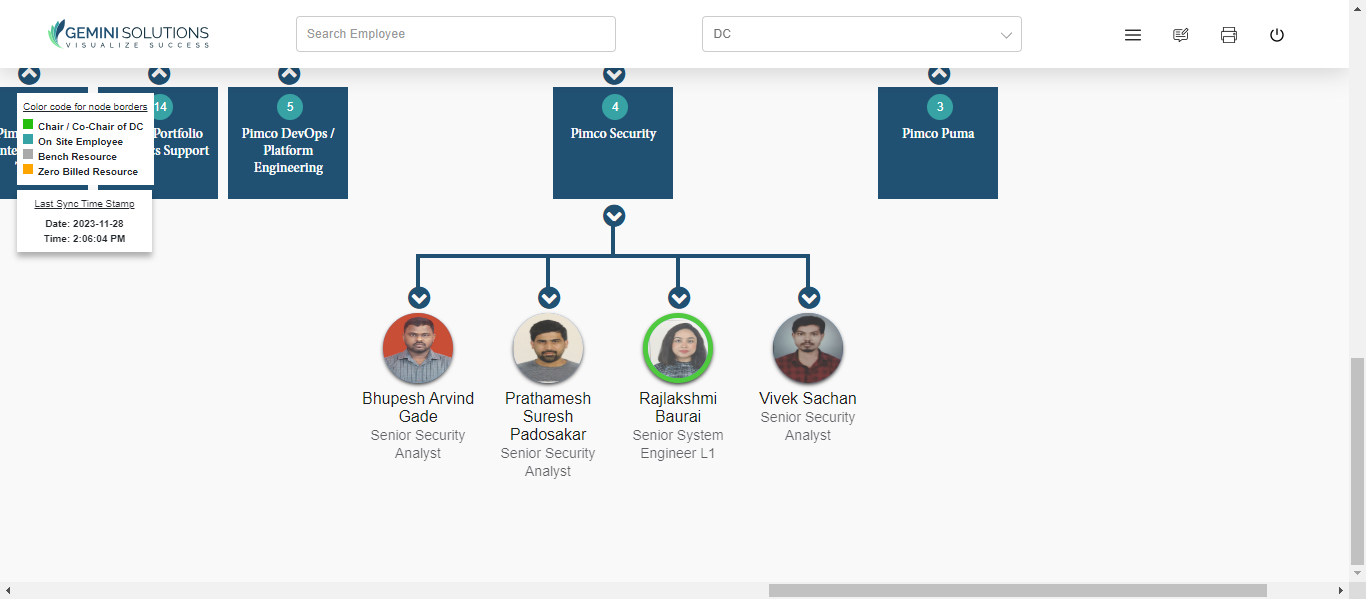 GEMINI SOLUTIONS
VISUALIZE SUCCESS
Search Employee
DC
Color code for node borders
Chair / Co-Chair of DC
On Site Employee
Bench Resource
Zero Billed Resource
Last Sync Time Stamp
Date: 2023-11-28
Time: 2:06:04 PM
14
Portfolio
Support
5
Pimco DevOps /
Platform
Engineering
4
Pimco Security
3
Pimco Puma
Bhupesh Arvind
Gade
Senior Security
Analyst
Prathamesh
Suresh
Padosakar
Senior Security
Analyst
Rajlakshmi
Baurai
Senior System
Engineer L1
Vivek Sachan
Senior Security
Analyst